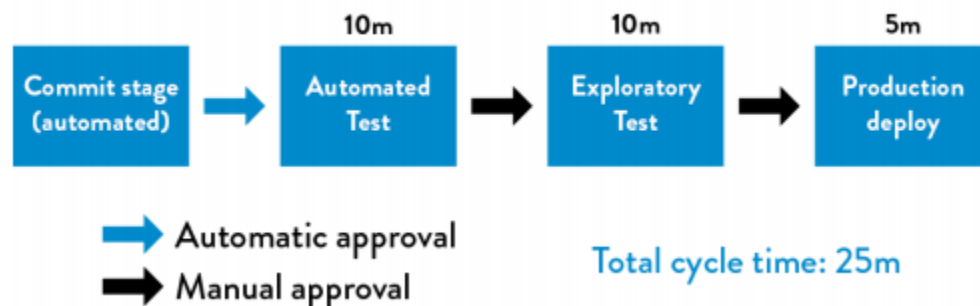 10m
10m
5m
Commit stage
(automated)
Automated
Test
Exploratory
Test
Production
deploy
Automatic approval
Manual approval
Total cycle time: 25m